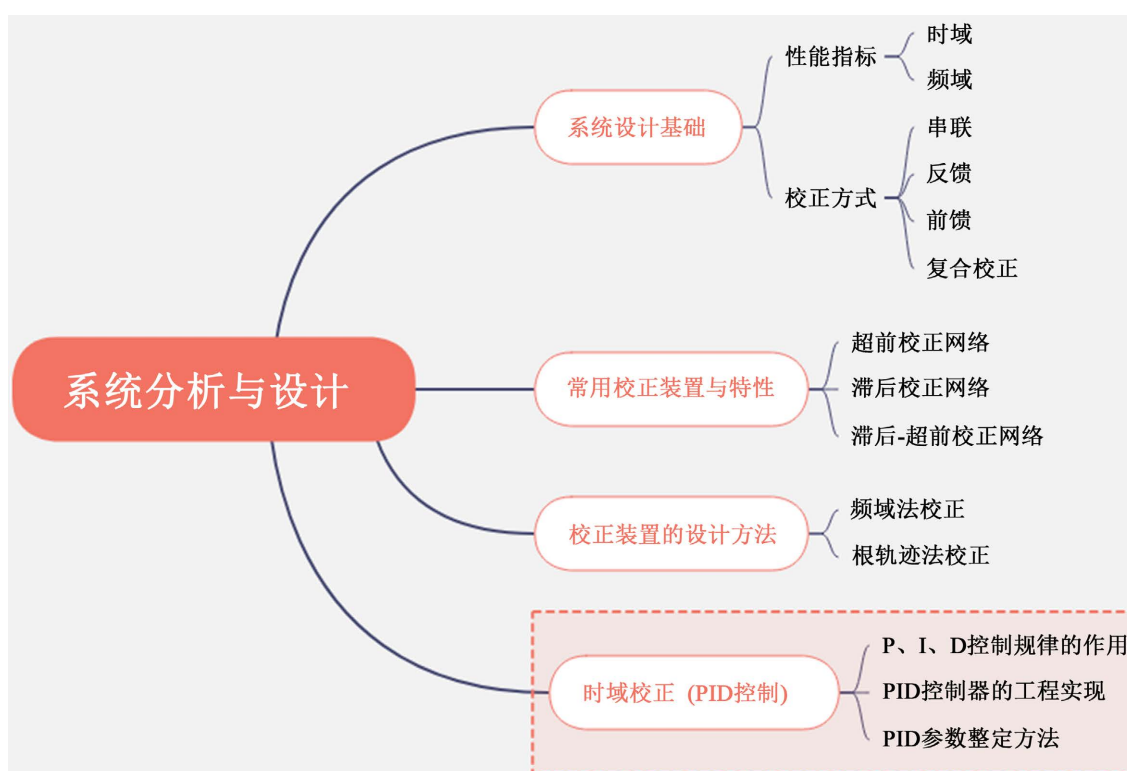 系统分析与设计
系统设计基础
性能指标
时域
频域
校正方式
串联
反馈
前馈
复合校正
常用校正装置与特性
超前校正网络
滞后校正网络
滞后-超前校正网络
校正装置的设计方法
频域法校正
根轨迹法校正
时域校正 (PID控制)
P、I、D控制规律的作用
PID控制器的工程实现
PID参数整定方法